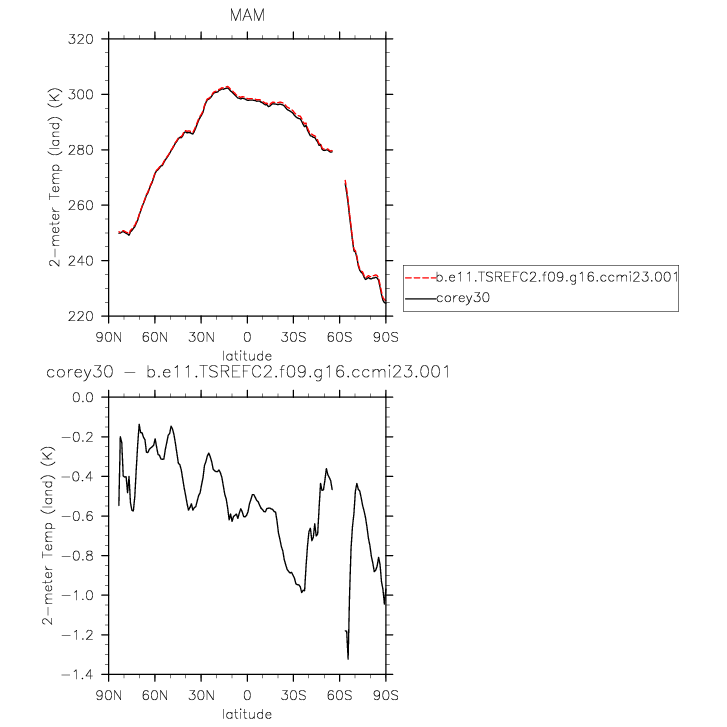 MAM
320
300
280
260
240
220
2-meter Temp (land) (K)
90N 60N 30N 0 30S 60S 90S
latitude
b.e11.TSREFC2.f09.g16.ccmi23.001
corey30
corey30 - b.e11.TSREFC2.f09.g16.ccmi23.001
0.0
-0.2
-0.4
-0.6
-0.8
-1.0
-1.2
-1.4
2-meter Temp (land) (K)
90N 60N 30N 0 30S 60S 90S
latitude